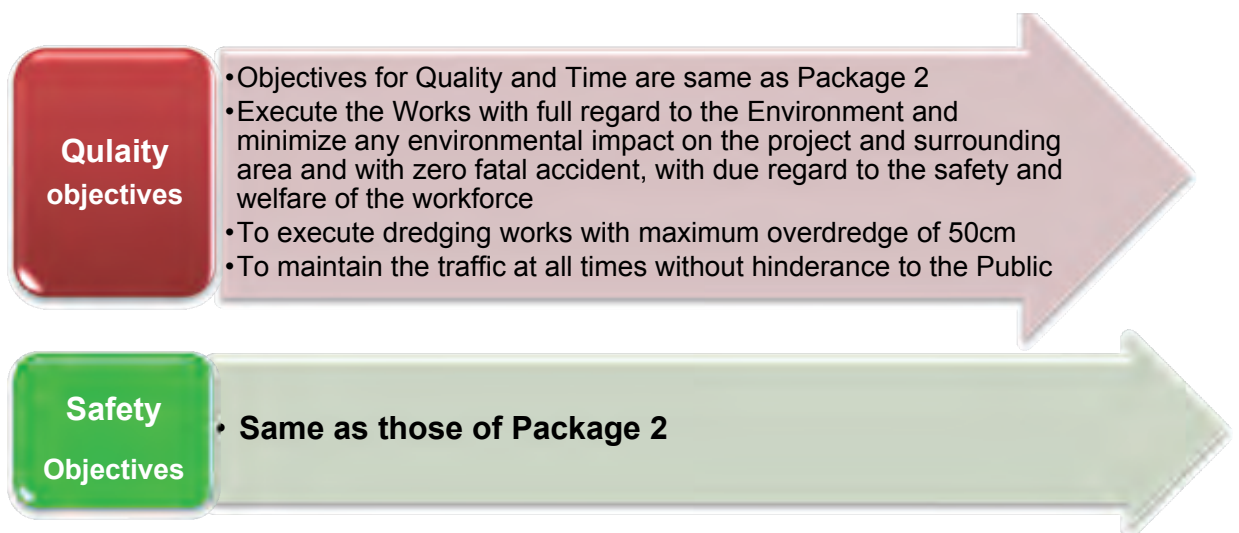 Qulaity
objectives
•Objectives for Quality and Time are same as Package 2
•Execute the Works with full regard to the Environment and
minimize any environmental impact on the project and surrounding
area and with zero fatal accident, with due regard to the safety and
welfare of the workforce
•To execute dredging works with maximum overdredge of 50cm
•To maintain the traffic at all times without hinderance to the Public
Safety
Objectives
• Same as those of Package 2